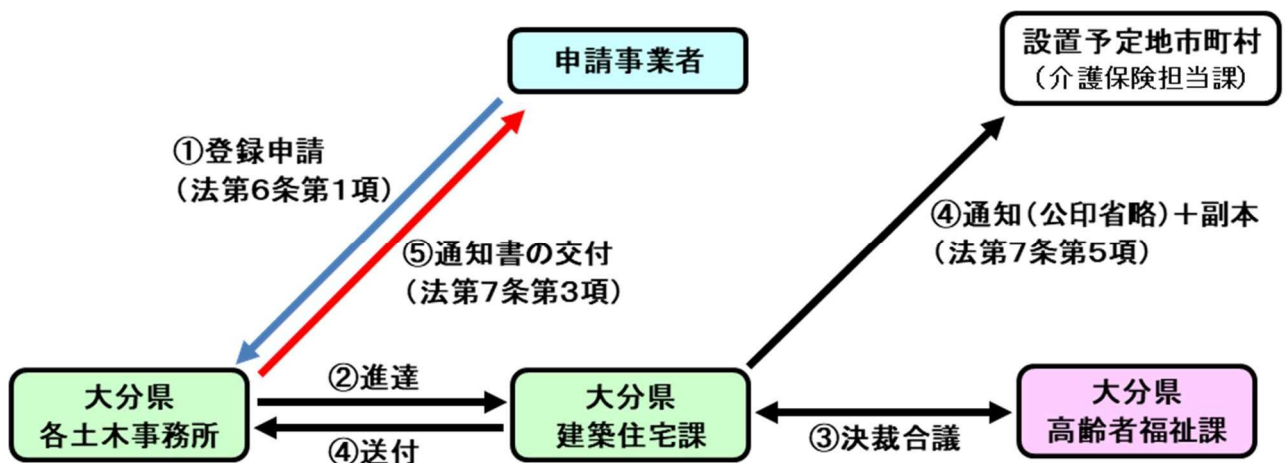 申請事業者
設置予定地市町村
（介護保険担当課）
①登録申請
（法第6条第1項）
④通知（公印省略）＋副本
（法第7条第5項）
⑤通知書の交付
（法第7条第3項）
大分県
各土木事務所
②進達
④送付
大分県
建築住宅課
③決裁合議
大分県
高齢者福祉課